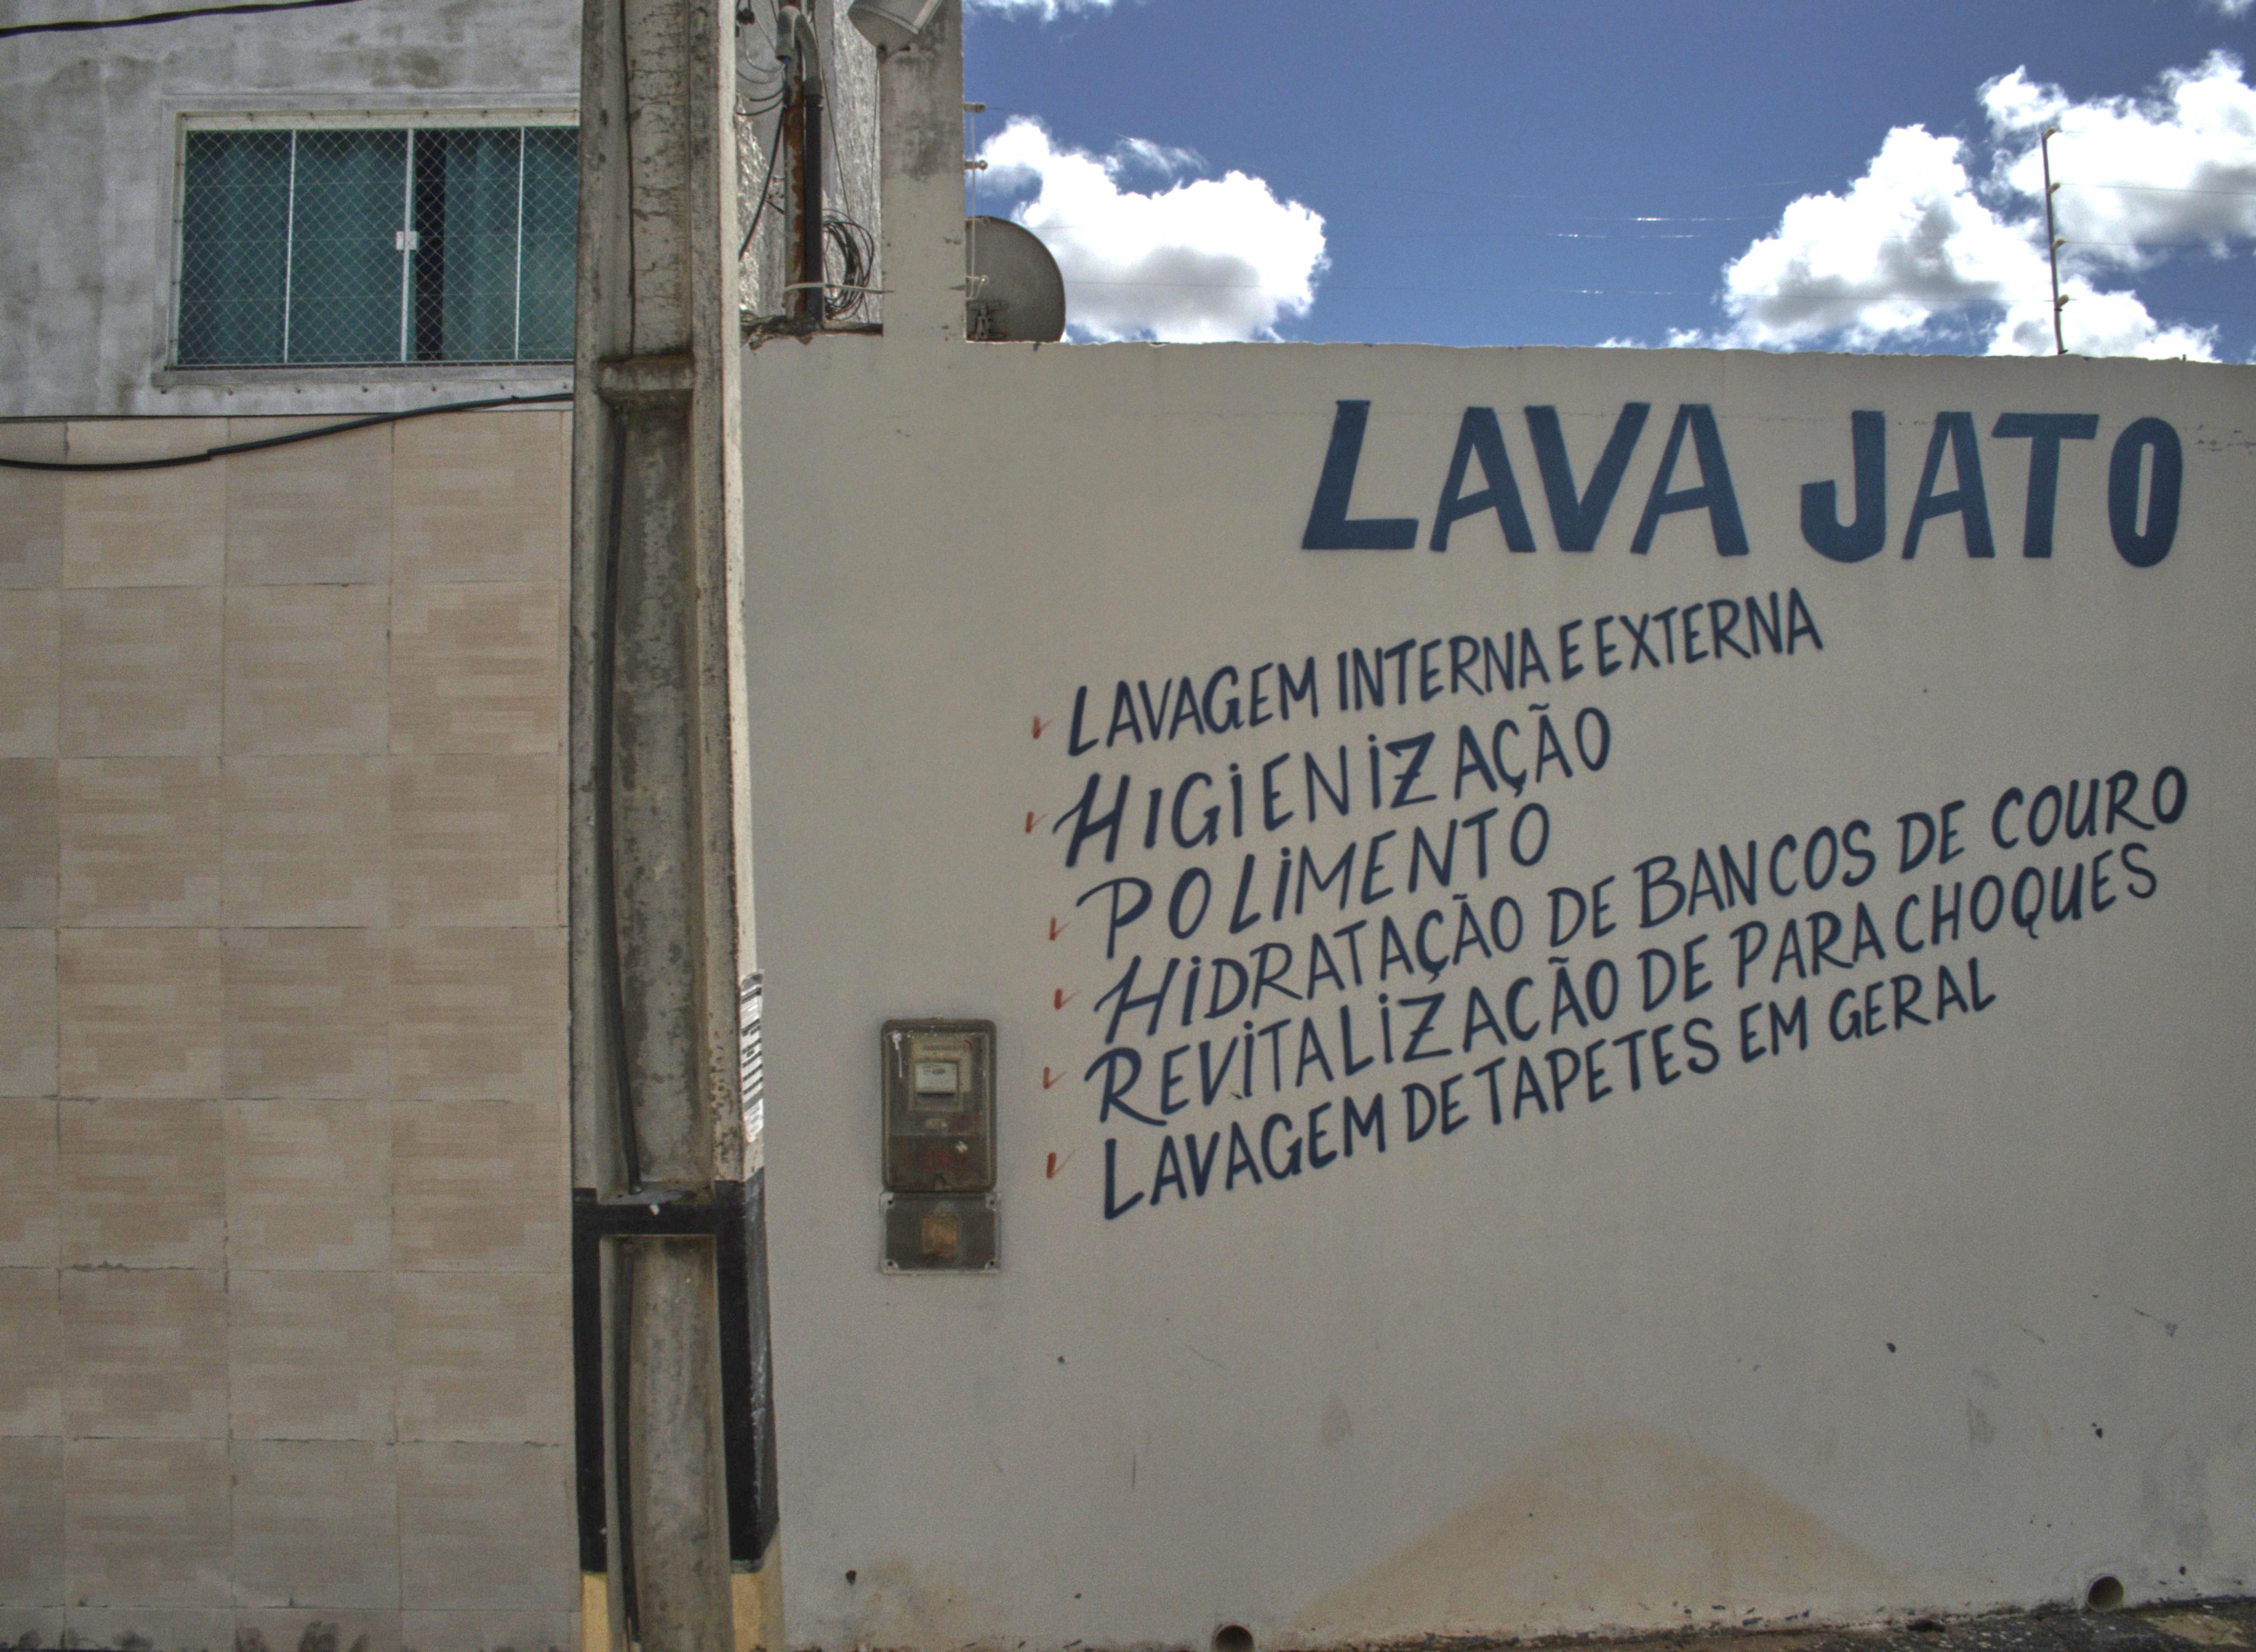 LAVA JATO
LAVAGEM INTERNA E EXTERNA
HIGIENIZAÇÃO
POLIMENTO
HIDRATAÇÃO DE BANCOS DE COURO
REVITALIZACÃO DE PARACHOQUES
LAVAGEM DE TAPETES EM GERAL